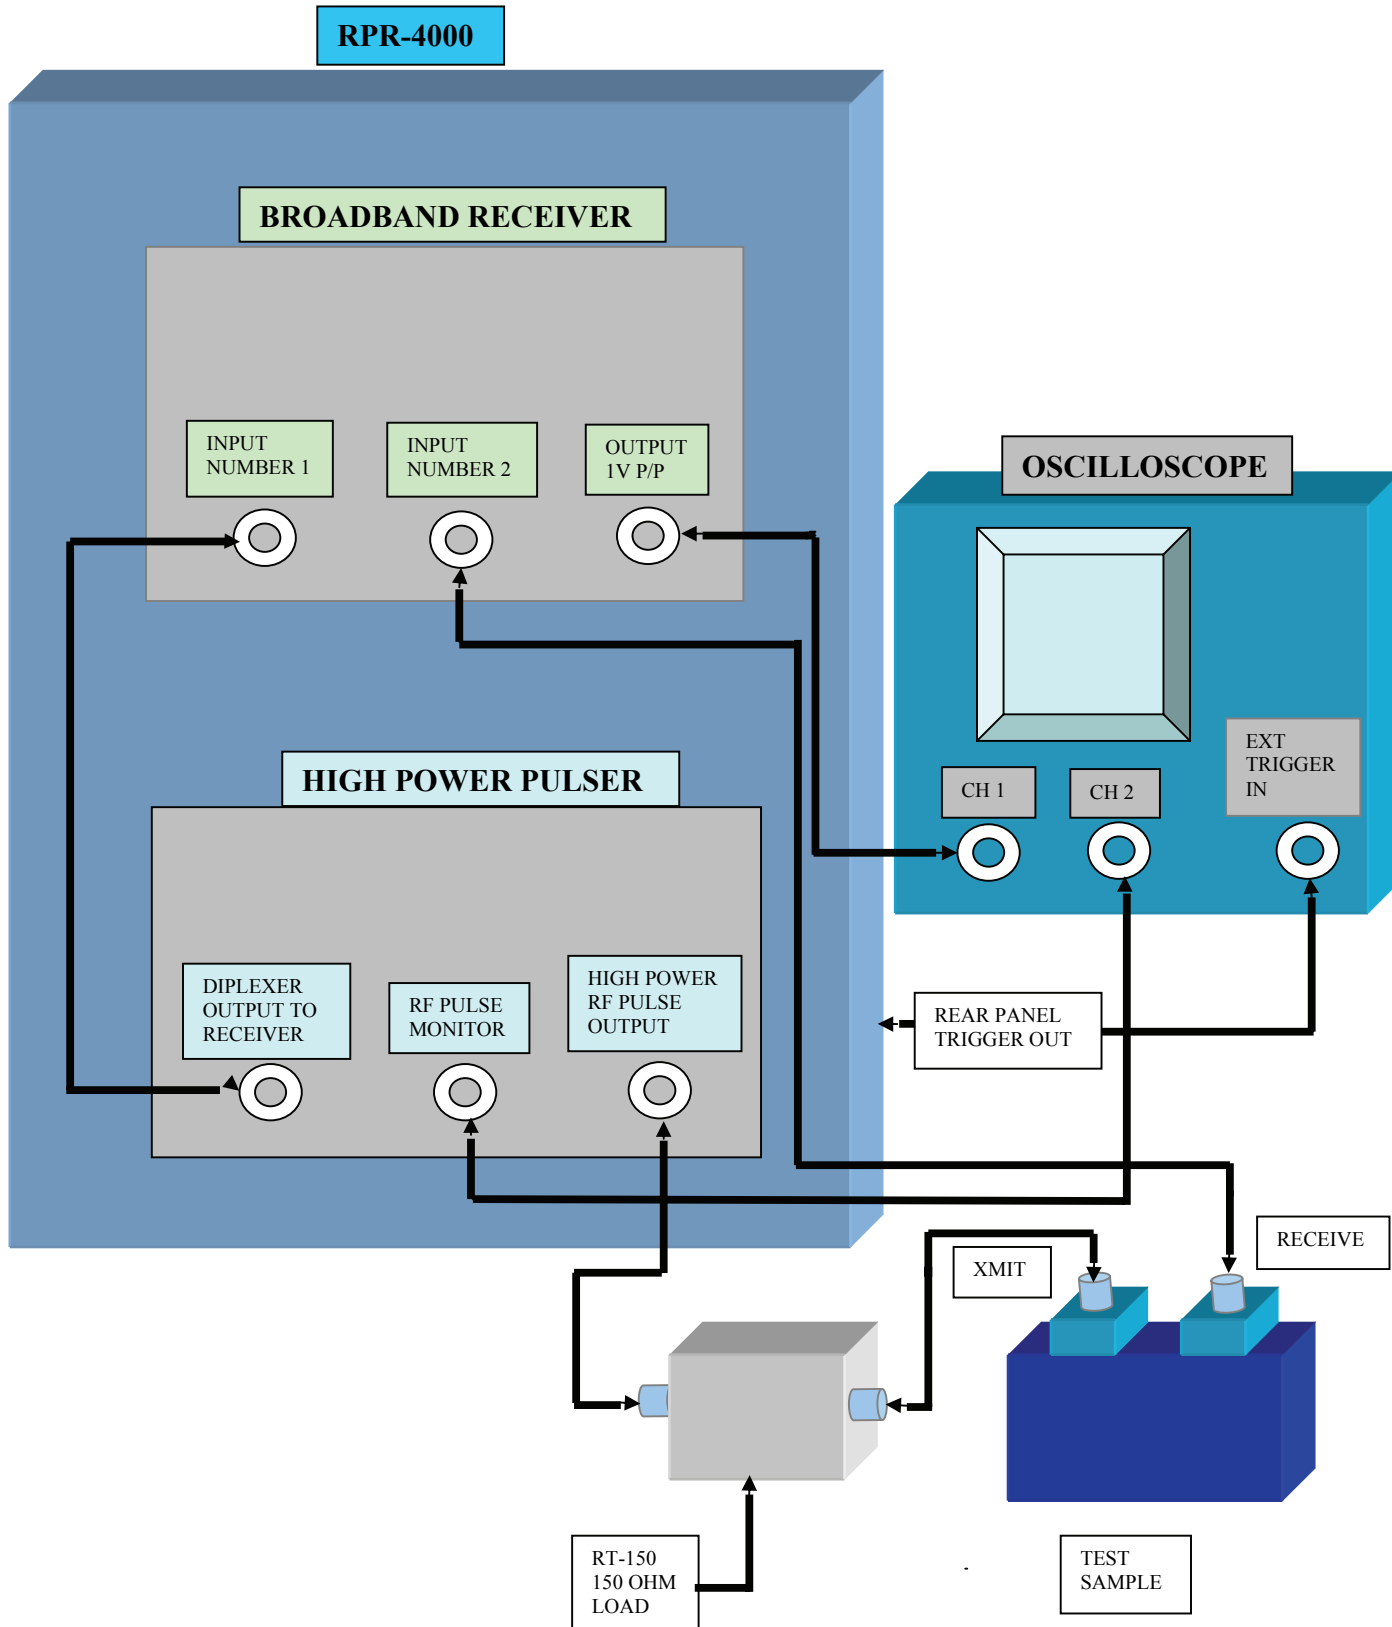 RPR-4000
BROADBAND RECEIVER
INPUT
NUMBER 1
INPUT
NUMBER 2
OUTPUT
1V P/P
OSCILLOSCOPE
EXT
TRIGGER
IN
CH 1
CH 2
HIGH POWER PULSER
DIPLEXER
OUTPUT TO
RECEIVER
RF PULSE
MONITOR
HIGH POWER
RF PULSE
OUTPUT
REAR PANEL
TRIGGER OUT
RECEIVE
XMIT
RT-150
150 OHM
LOAD
TEST
SAMPLE